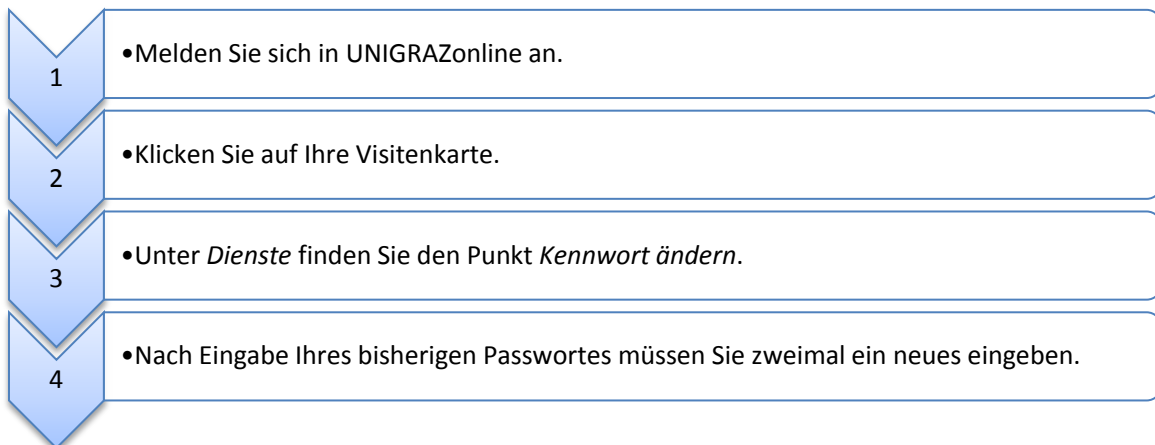 1
•Melden Sie sich in UNIGRAZonline an.
2
•Klicken Sie auf Ihre Visitenkarte.
3
•Unter Dienste finden Sie den Punkt Kennwort ändern.
4
•Nach Eingabe Ihres bisherigen Passwortes müssen Sie zweimal ein neues eingeben.